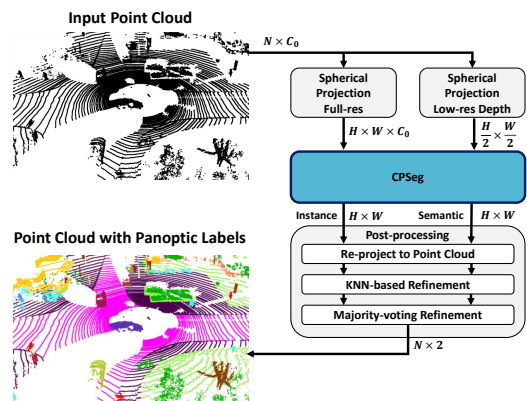 Input Point Cloud
N × C₀
Spherical
Projection
Full-res
Spherical
Projection
Low-res Depth
H × W × C₀
H/2 × W/2
CPSeg
Instance
H × W
Semantic
H × W
Post-processing
Re-project to Point Cloud
KNN-based Refinement
Majority-voting Refinement
N × 2
Point Cloud with Panoptic Labels